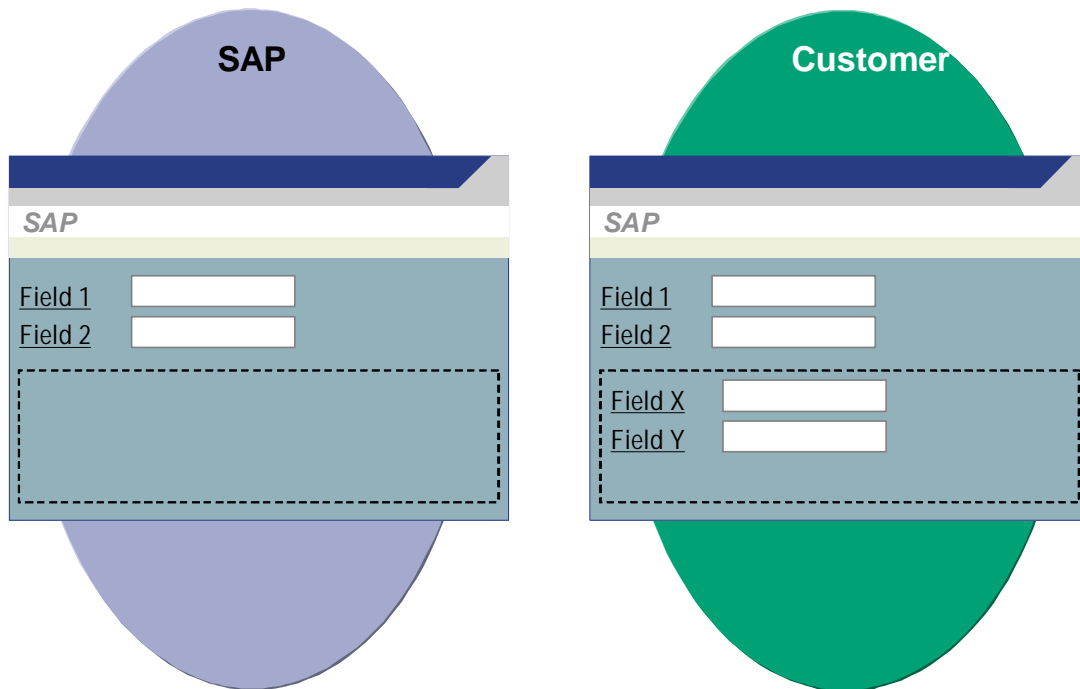 SAP
SAP
Field 1
Field 2
Customer
SAP
Field 1
Field 2
Field X
Field Y